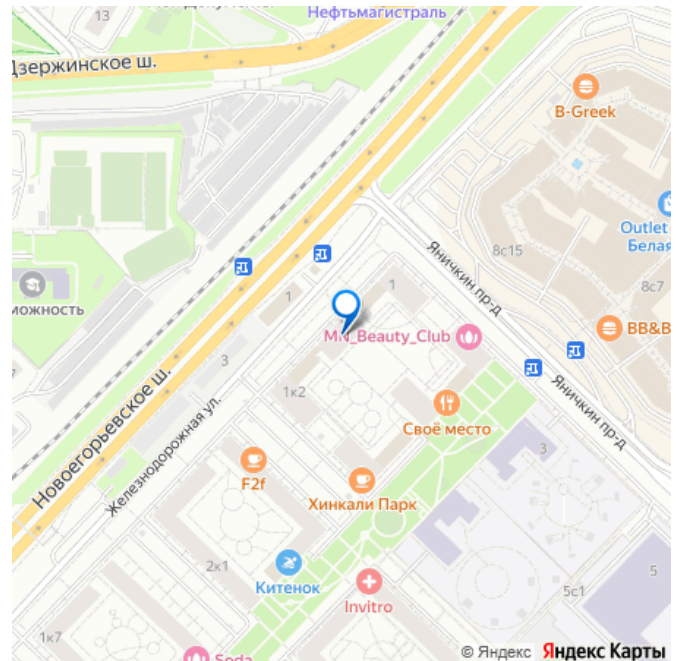 13
Нефтьмагистраль
Дзержинское ш.
B-Greek
Outlet
Белая
8с15
8с7
Яничкин пр-д
можность
1
1
MN_Beauty_Club
BB&B
3
1к2
Своё место
Яничкин пр-д
Новоегорьевское ш.
Железнодорожная ул.
F2f
Хинкали Парк
3
2к1
Китенок
Invitro
5с1
5
1к7
Soda
© Яндекс Яндекс Карты